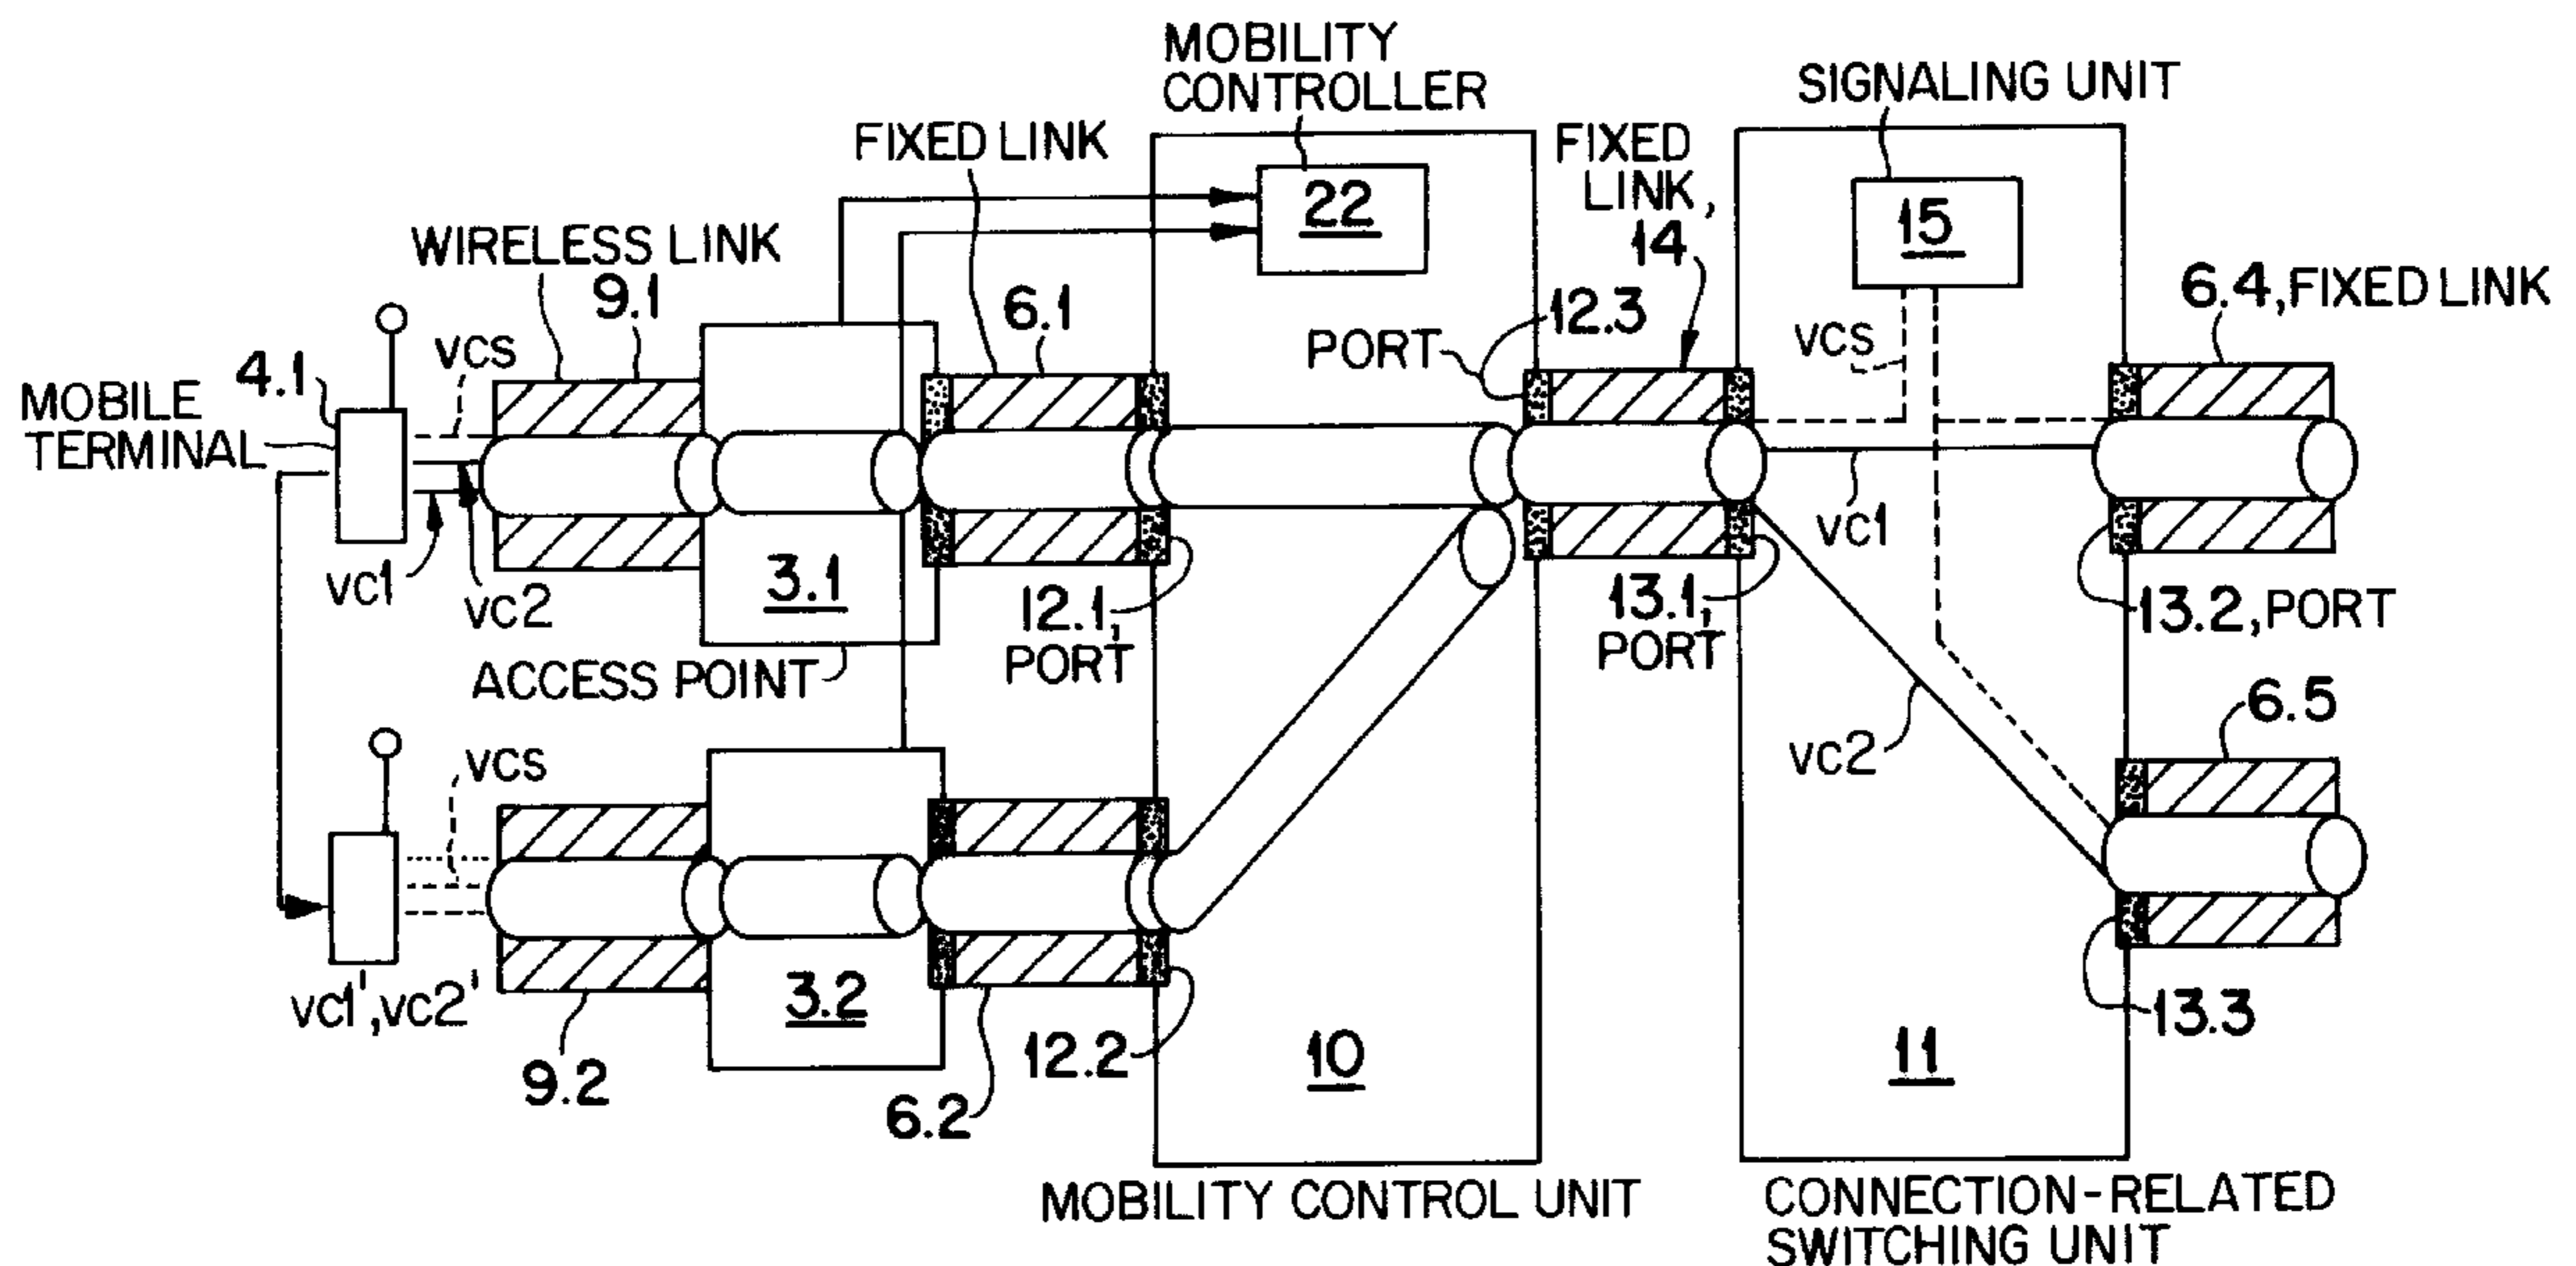 MOBILITY
CONTROLLER
SIGNALING UNIT
FIXED LINK
FIXED
LINK,
14
22
15
WIRELESS LINK
9.1
6.1
12.3
PORT
VCS
6.4, FIXED LINK
4.1
VCS
MOBILE
TERMINAL
VC1
VC2
3.1
12.1,
PORT
13.1,
PORT
VC1
13.2, PORT
ACCESS POINT
6.5
VC2
VCS
VC1', VC2'
3.2
9.2
6.2
12.2
10
11
13.3
MOBILITY CONTROL UNIT
CONNECTION-RELATED
SWITCHING UNIT